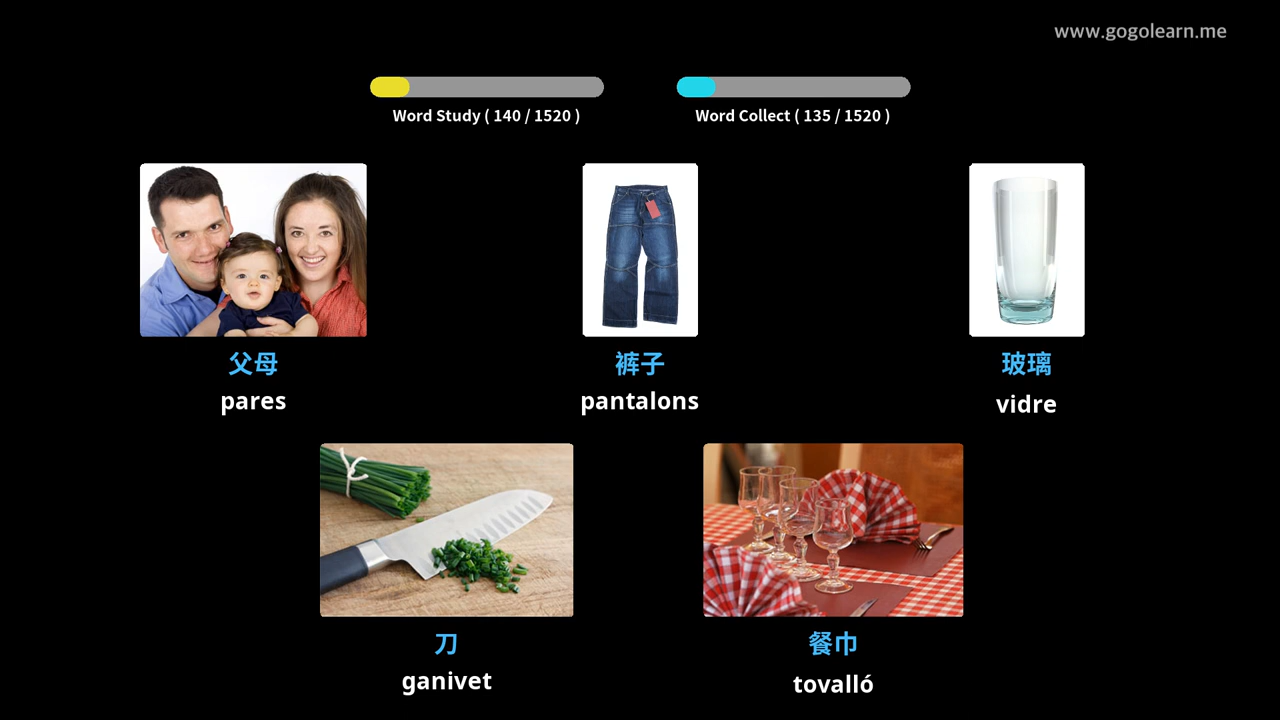 www.gogolearn.me
Word Study ( 140 / 1520 )
Word Collect ( 135 / 1520 )
父母
pares
裤子
pantalons
玻璃
vidre
刀
ganivet
餐巾
tovalló